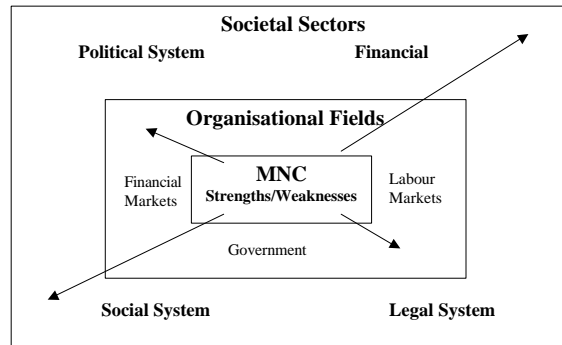 Societal Sectors
Political System Financial
Organisational Fields
MNC
Strengths/Weaknesses
Financial
Markets
Labour
Markets
Government
Social System Legal System